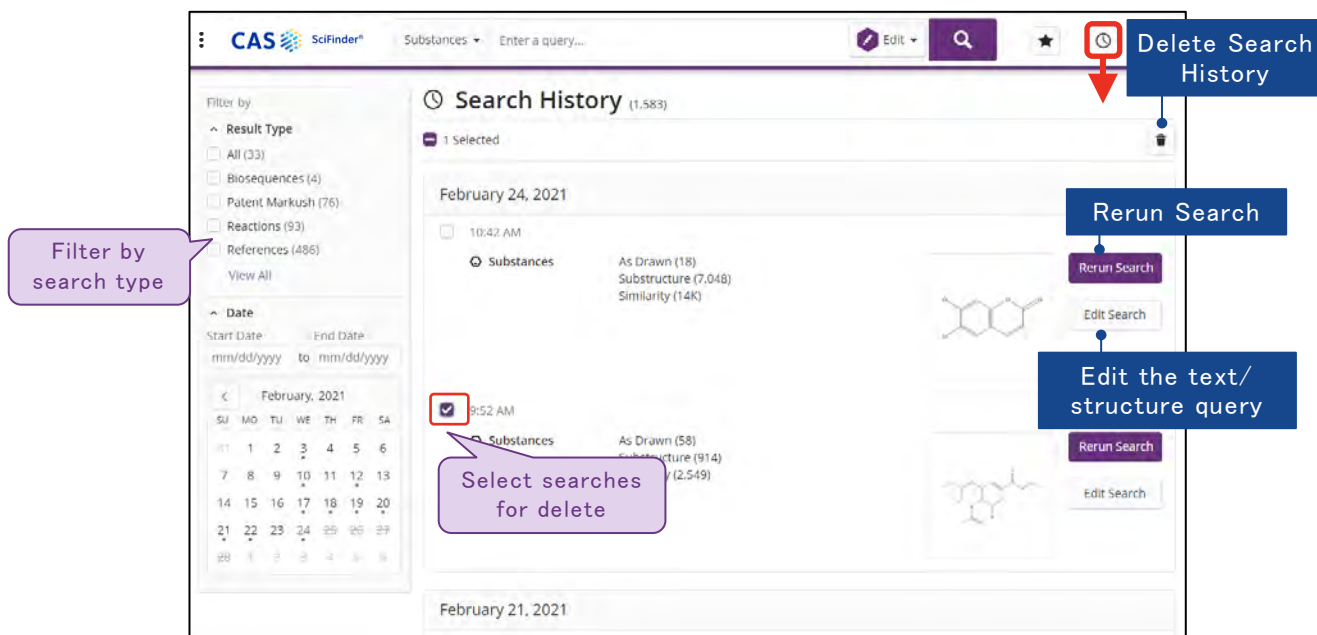 CAS SciFinder® Substances Enter a query... Edit
Delete Search
History
Filter by
Result Type
All (33)
Biosequences (4)
Patent Markush (76)
Reactions (93)
References (486)
View All
Filter by
search type
Date
Start Date End Date
mm/dd/yyyy to mm/dd/yyyy
February, 2021
SU MO TU WE TH FR SA
31 1 2 3 4 5 6
7 8 9 10 11 12 13
14 15 16 17 18 19 20
21 22 23 24 25 26 27
28 1 2 3 4 5 6
Search History (1,583)
1 Selected
February 24, 2021
10:42 AM
Substances
As Drawn (18)
Substructure (7,048)
Similarity (14K)
Rerun Search
Rerun Search
Edit Search
Edit the text/
structure query
9:52 AM
Substances
As Drawn (58)
Substructure (914)
(2,549)
Select searches
for delete
Rerun Search
Edit Search
February 21, 2021